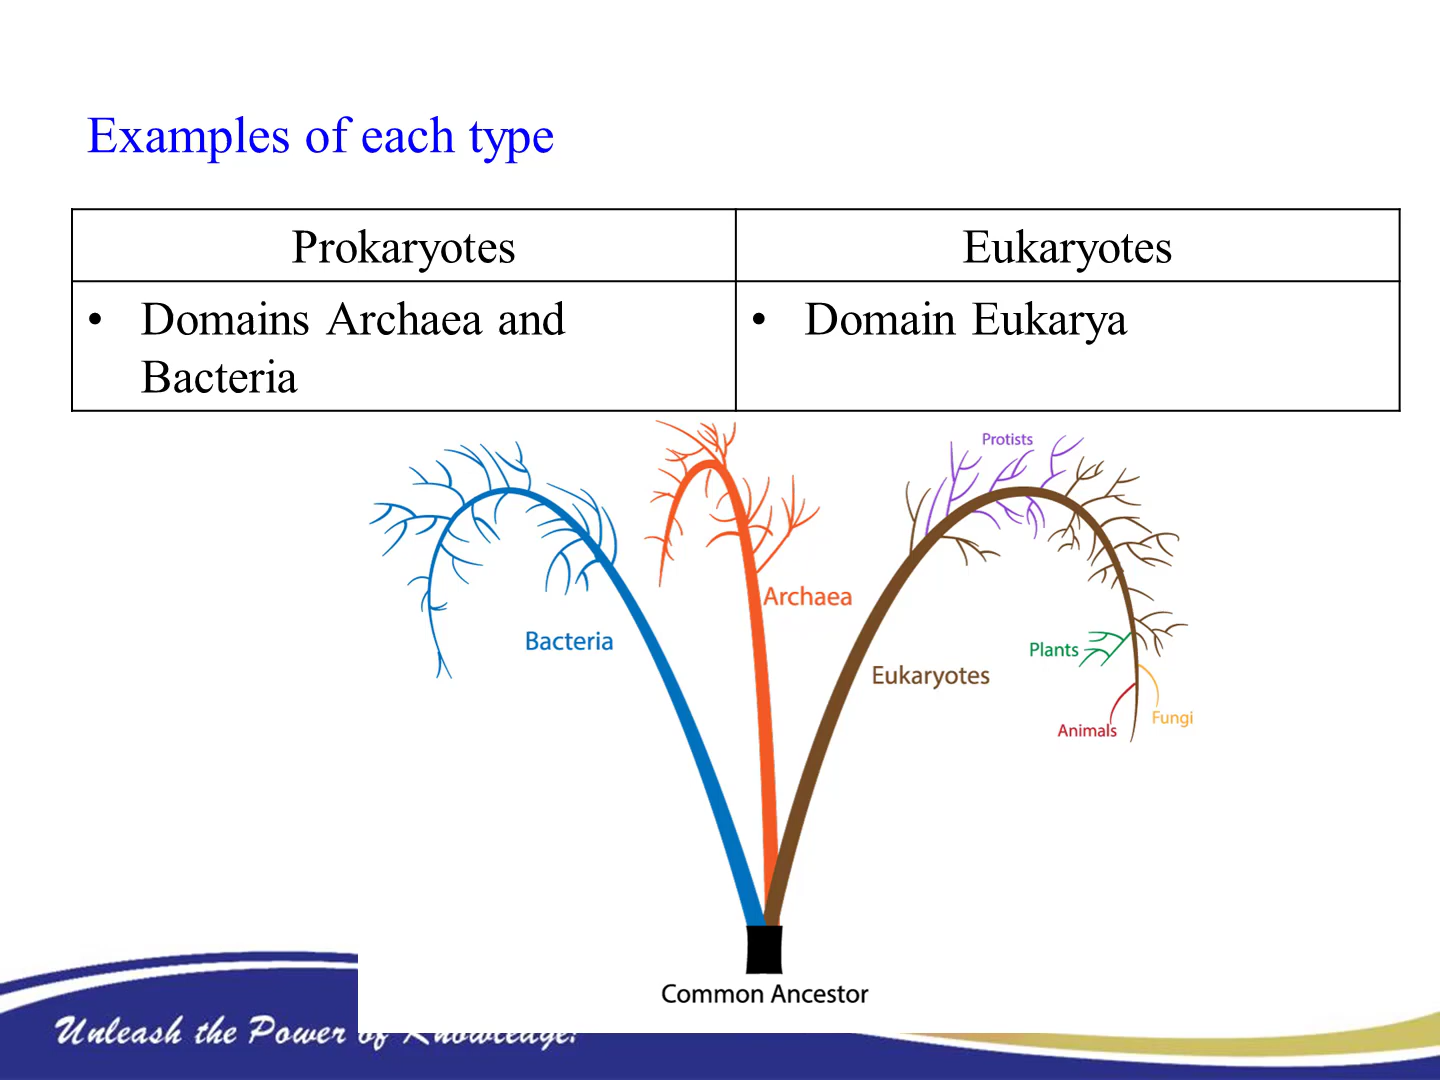 Examples of each type
Prokaryotes
Eukaryotes
• Domains Archaea and
Bacteria
• Domain Eukarya
Protists
Archaea
Bacteria
Plants
Eukaryotes
Fungi
Animals
Common Ancestor
Unleash the Power of Knowledge!